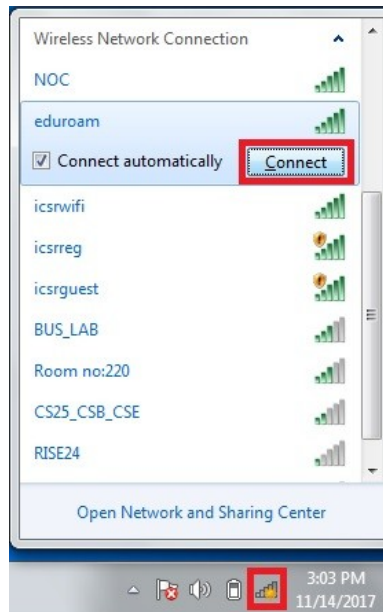 Wireless Network Connection
NOC
eduroam
Connect automatically Connect
icsrwifi
icsrreg
icsrguest
BUS_LAB
Room no:220
CS25_CSB_CSE
RISE24
Open Network and Sharing Center
3:03 PM
11/14/2017